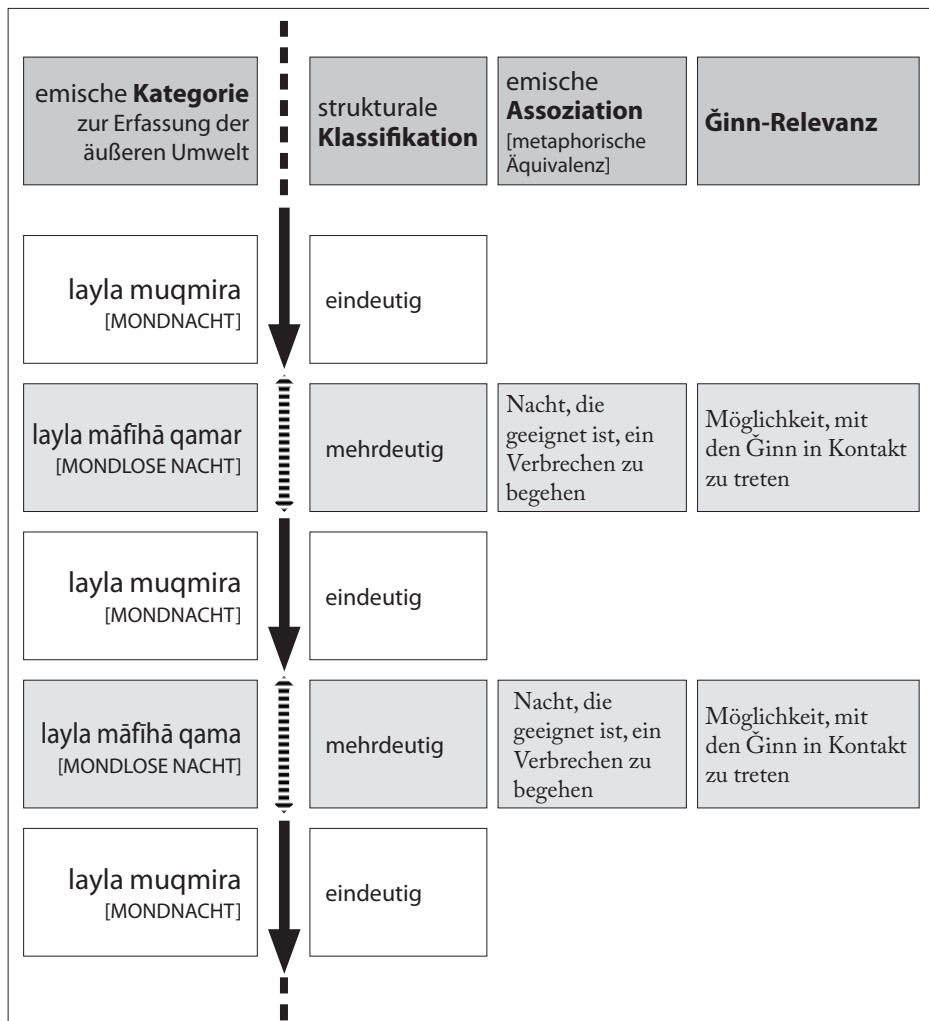 emische Kategorie
zur Erfassung der
äußeren Umwelt
strukturale
Klassifikation
emische
Assoziation
[metaphorische
Äquivalenz]
Ǧinn-Relevanz
layla muqmira
[MONDNACHT]
eindeutig
layla māfīhā qamar
[MONDLOSE NACHT]
mehrdeutig
Nacht, die
geeignet ist, ein
Verbrechen zu
begehen
Möglichkeit, mit
den Ǧinn in Kontakt
zu treten
layla muqmira
[MONDNACHT]
eindeutig
layla māfīhā qama
[MONDLOSE NACHT]
mehrdeutig
Nacht, die
geeignet ist, ein
Verbrechen zu
begehen
Möglichkeit, mit
den Ǧinn in Kontakt
zu treten
layla muqmira
[MONDNACHT]
eindeutig